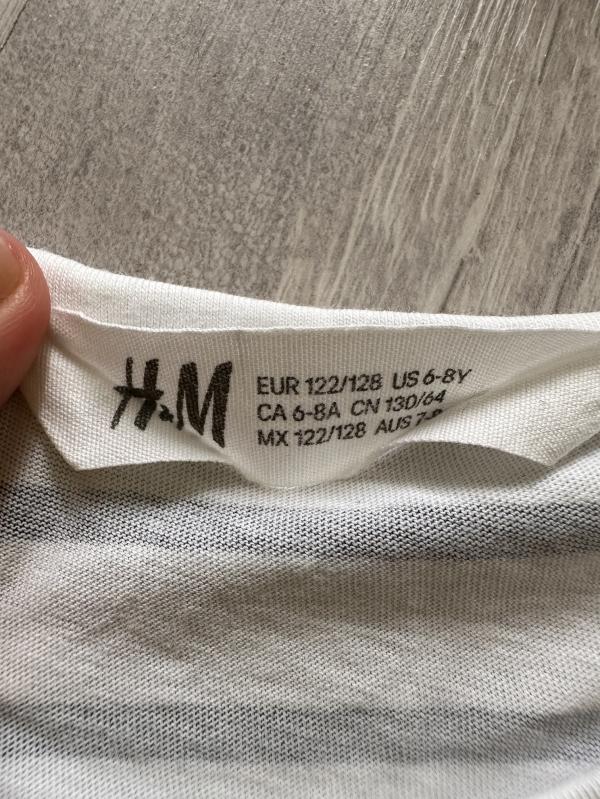 H&M
EUR 122/128 US 6-8Y
CA 6-8A CN 130/64
MX 122/128 AUS